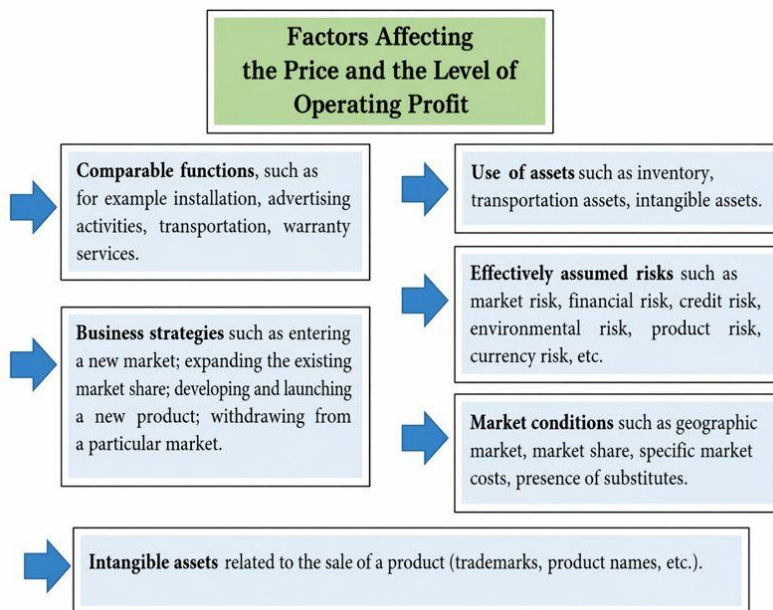 Factors Affecting
the Price and the Level of
Operating Profit
Comparable functions, such as
for example installation, advertising
activities, transportation, warranty
services.
Business strategies such as entering
a new market; expanding the existing
market share; developing and launching
a new product; withdrawing from
a particular market.
Use of assets such as inventory,
transportation assets, intangible assets.
Effectively assumed risks such as
market risk, financial risk, credit risk,
environmental risk, product risk,
currency risk, etc.
Market conditions such as geographic
market, market share, specific market
costs, presence of substitutes.
Intangible assets related to the sale of a product (trademarks, product names, etc.).